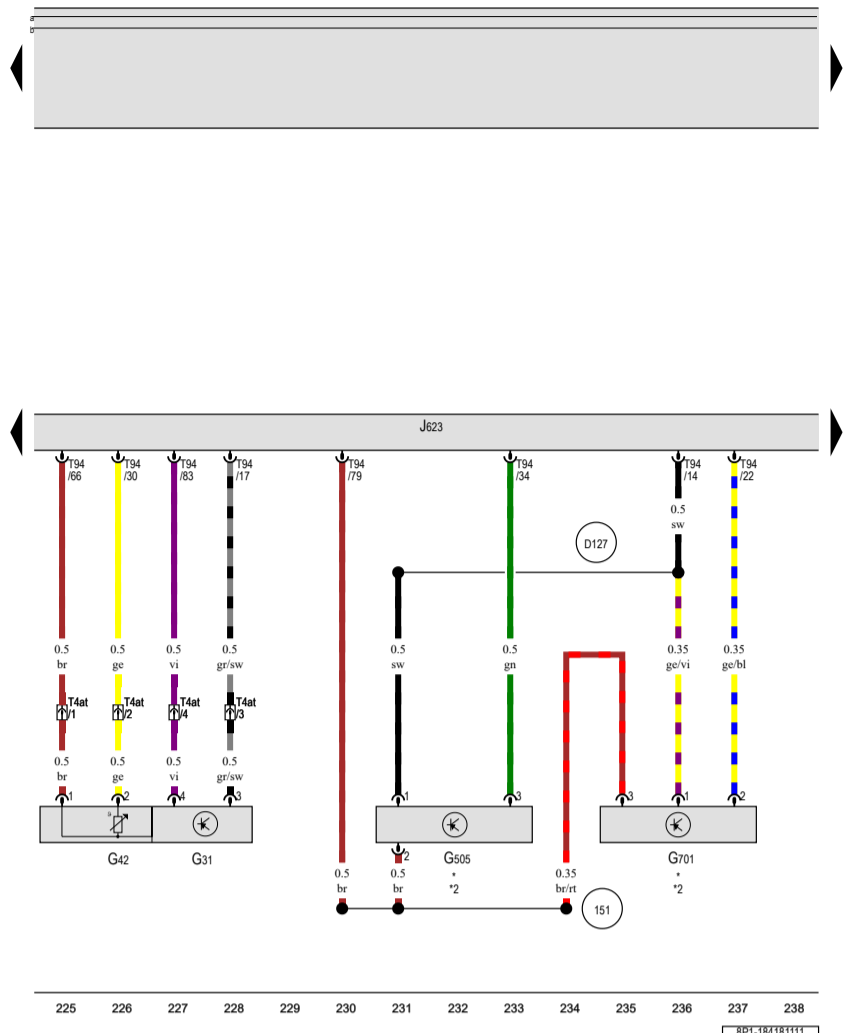 a
b
J623
T94 T94 T94 T94 T94 T94 T94 T94
/66 /30 /83 /17 /79 /34 /14 /22
0.5
sw
D127
0.5 0.5 0.5 0.5 0.5 0.5 0.35 0.35
br ge vi gr/sw sw gn ge/vi ge/bl
T4at T4at T4at T4at
/1 /2 /4 /3
0.5 0.5 0.5 0.5
br ge vi gr/sw
1 2 4 3 1 3 3 1 2
G42 G31 2 G505 G701
* *
*2 *2
0.5 0.5 0.35
br br br/rt
151
225 226 227 228 229 230 231 232 233 234 235 236 237 238
8P1-184181111